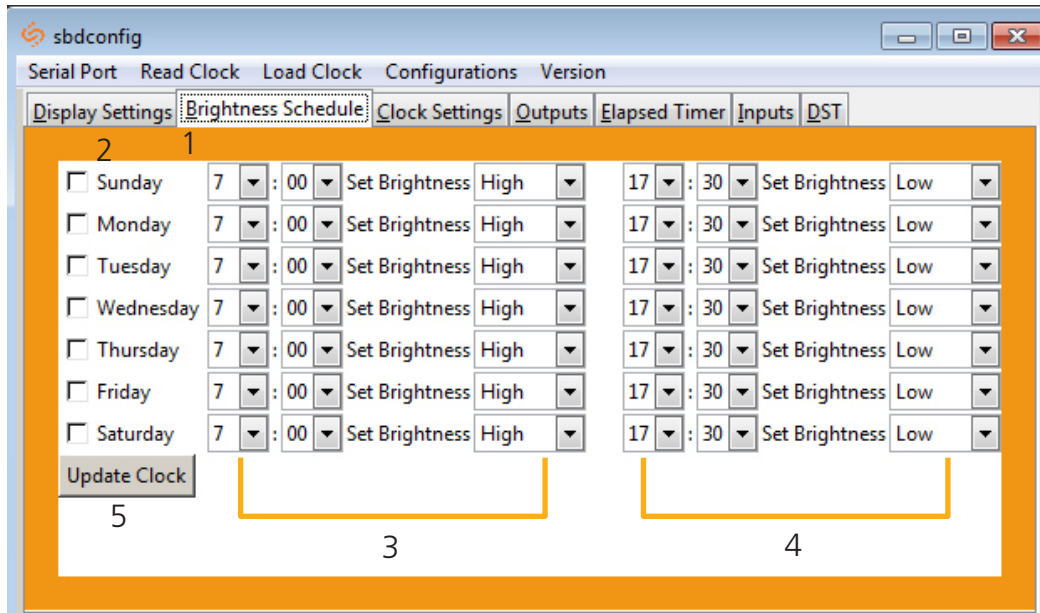 sbdconfig
Serial Port Read Clock Load Clock Configurations Version
Display Settings Brightness Schedule Clock Settings Outputs Elapsed Timer Inputs DST
2 1
Sunday 7 : 00 Set Brightness High 17 : 30 Set Brightness Low
Monday 7 : 00 Set Brightness High 17 : 30 Set Brightness Low
Tuesday 7 : 00 Set Brightness High 17 : 30 Set Brightness Low
Wednesday 7 : 00 Set Brightness High 17 : 30 Set Brightness Low
Thursday 7 : 00 Set Brightness High 17 : 30 Set Brightness Low
Friday 7 : 00 Set Brightness High 17 : 30 Set Brightness Low
Saturday 7 : 00 Set Brightness High 17 : 30 Set Brightness Low
Update Clock
5
3 4